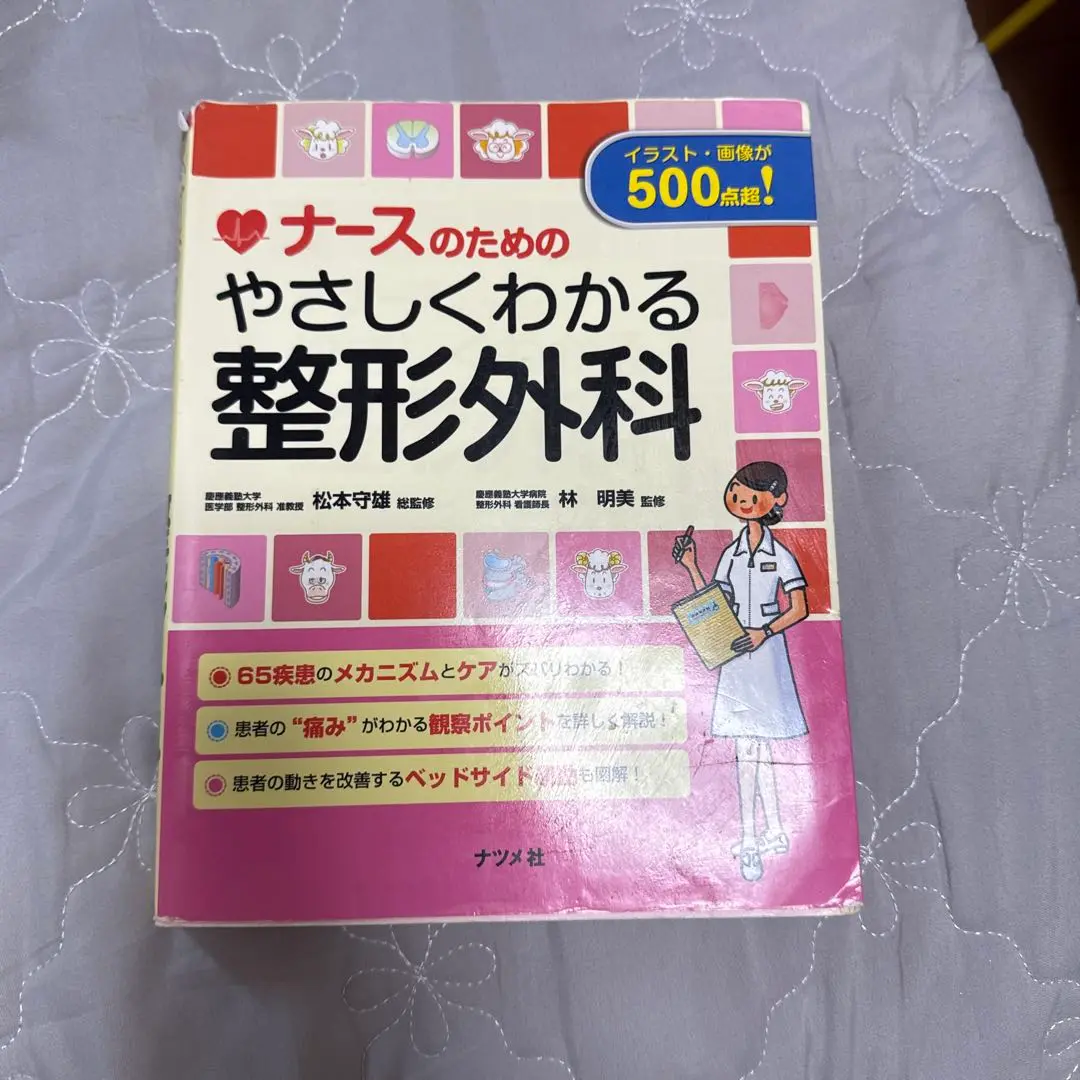 イラスト・画像が
500点超!
ナースのための
やさしくわかる
整形外科
慶應義塾大学
医学部 整形外科 准教授 松本守雄 総監修
慶應義塾大学病院
整形外科 看護師長 林 明美 監修
65疾患のメカニズムとケアがズバリわかる!
患者の“痛み”がわかる観察ポイントを詳しく解説!
患者の動きを改善するベッドサイド も図解!
ナツメ社